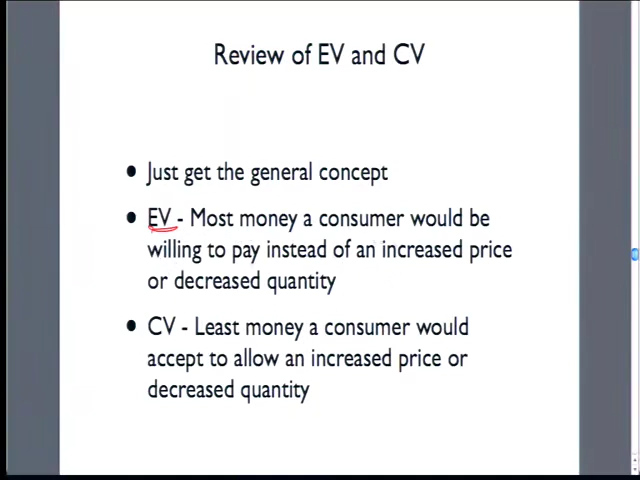 Review of EV and CV
• Just get the general concept
• EV - Most money a consumer would be
willing to pay instead of an increased price
or decreased quantity
• CV - Least money a consumer would
accept to allow an increased price or
decreased quantity